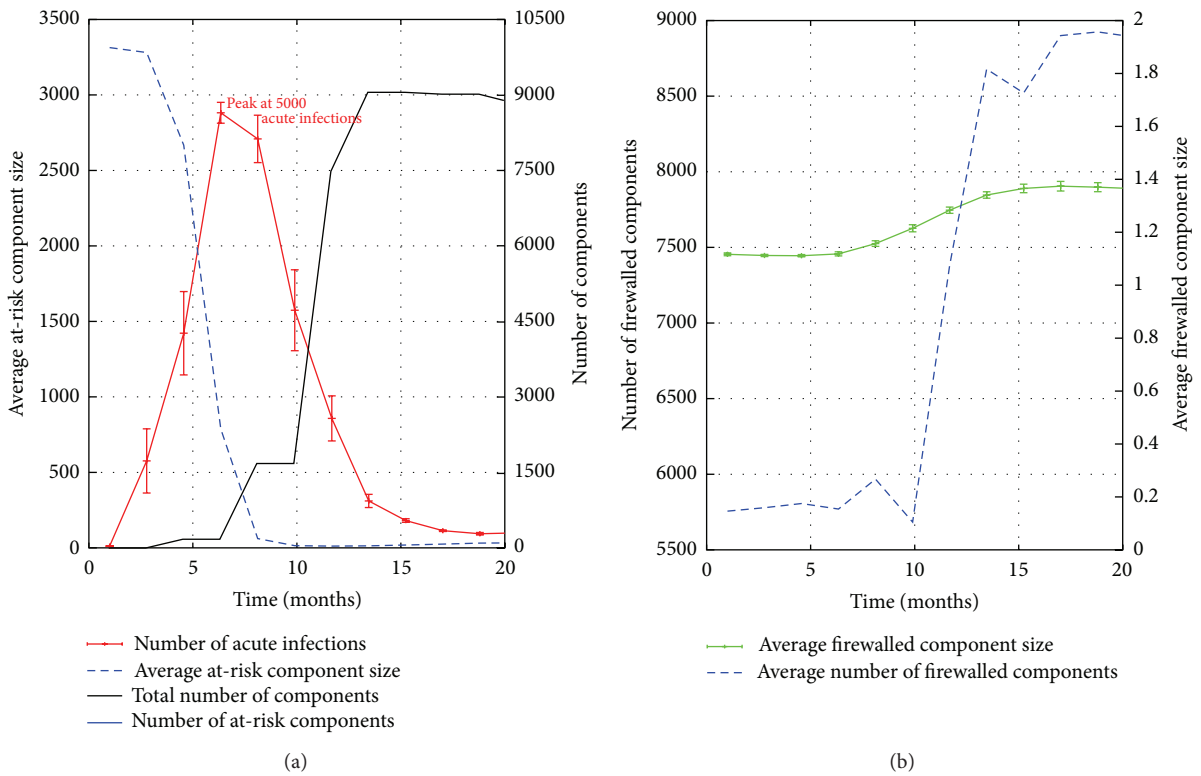 3500
3000
2500
2000
1500
1000
500
0
Average at-risk component size
10500
9000
7500
6000
4500
3000
1500
0
Number of components
Peak at 5000
acute infections
0
5
10
15
20
Time (months)
Number of acute infections
Average at-risk component size
Total number of components
Number of at-risk components
(a)
9000
8500
8000
7500
7000
6500
6000
5500
Number of firewalled components
2
1.8
1.6
1.4
1.2
1
0.8
0.6
0.4
0.2
0
Average firewalled component size
0
5
10
15
20
Time (months)
Average firewalled component size
Average number of firewalled components
(b)